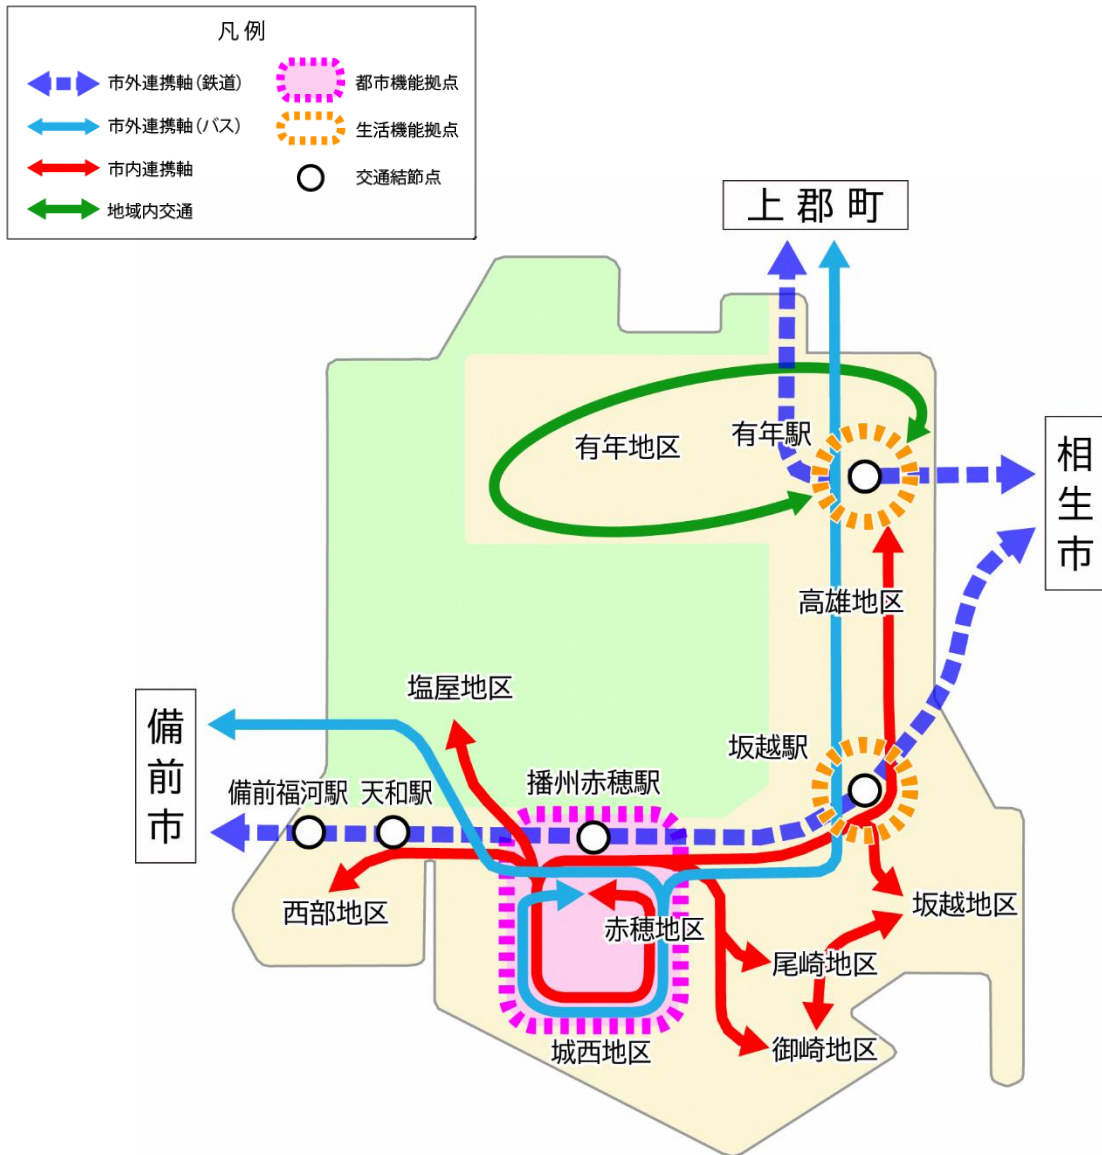 凡例
市外連携軸(鉄道)
市外連携軸(バス)
市内連携軸
地域内交通
都市機能拠点
生活機能拠点
交通結節点
上郡町
有年駅
有年地区
相生市
高雄地区
塩屋地区
坂越駅
備前市
備前福河駅
天和駅
播州赤穂駅
西部地区
赤穂地区
坂越地区
尾崎地区
城西地区
御崎地区